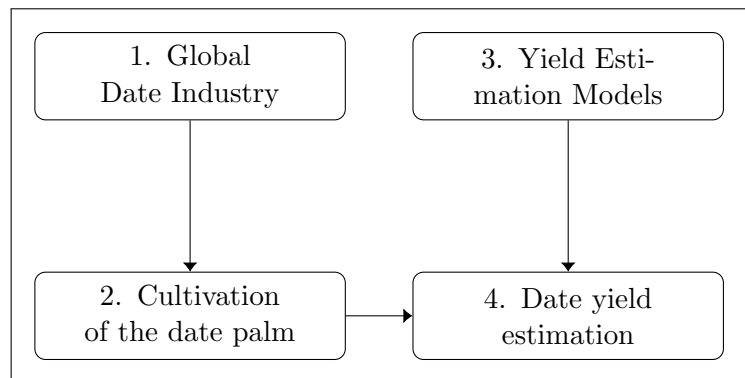 1. Global
Date Industry
3. Yield Esti-
mation Models
2. Cultivation
of the date palm
4. Date yield
estimation